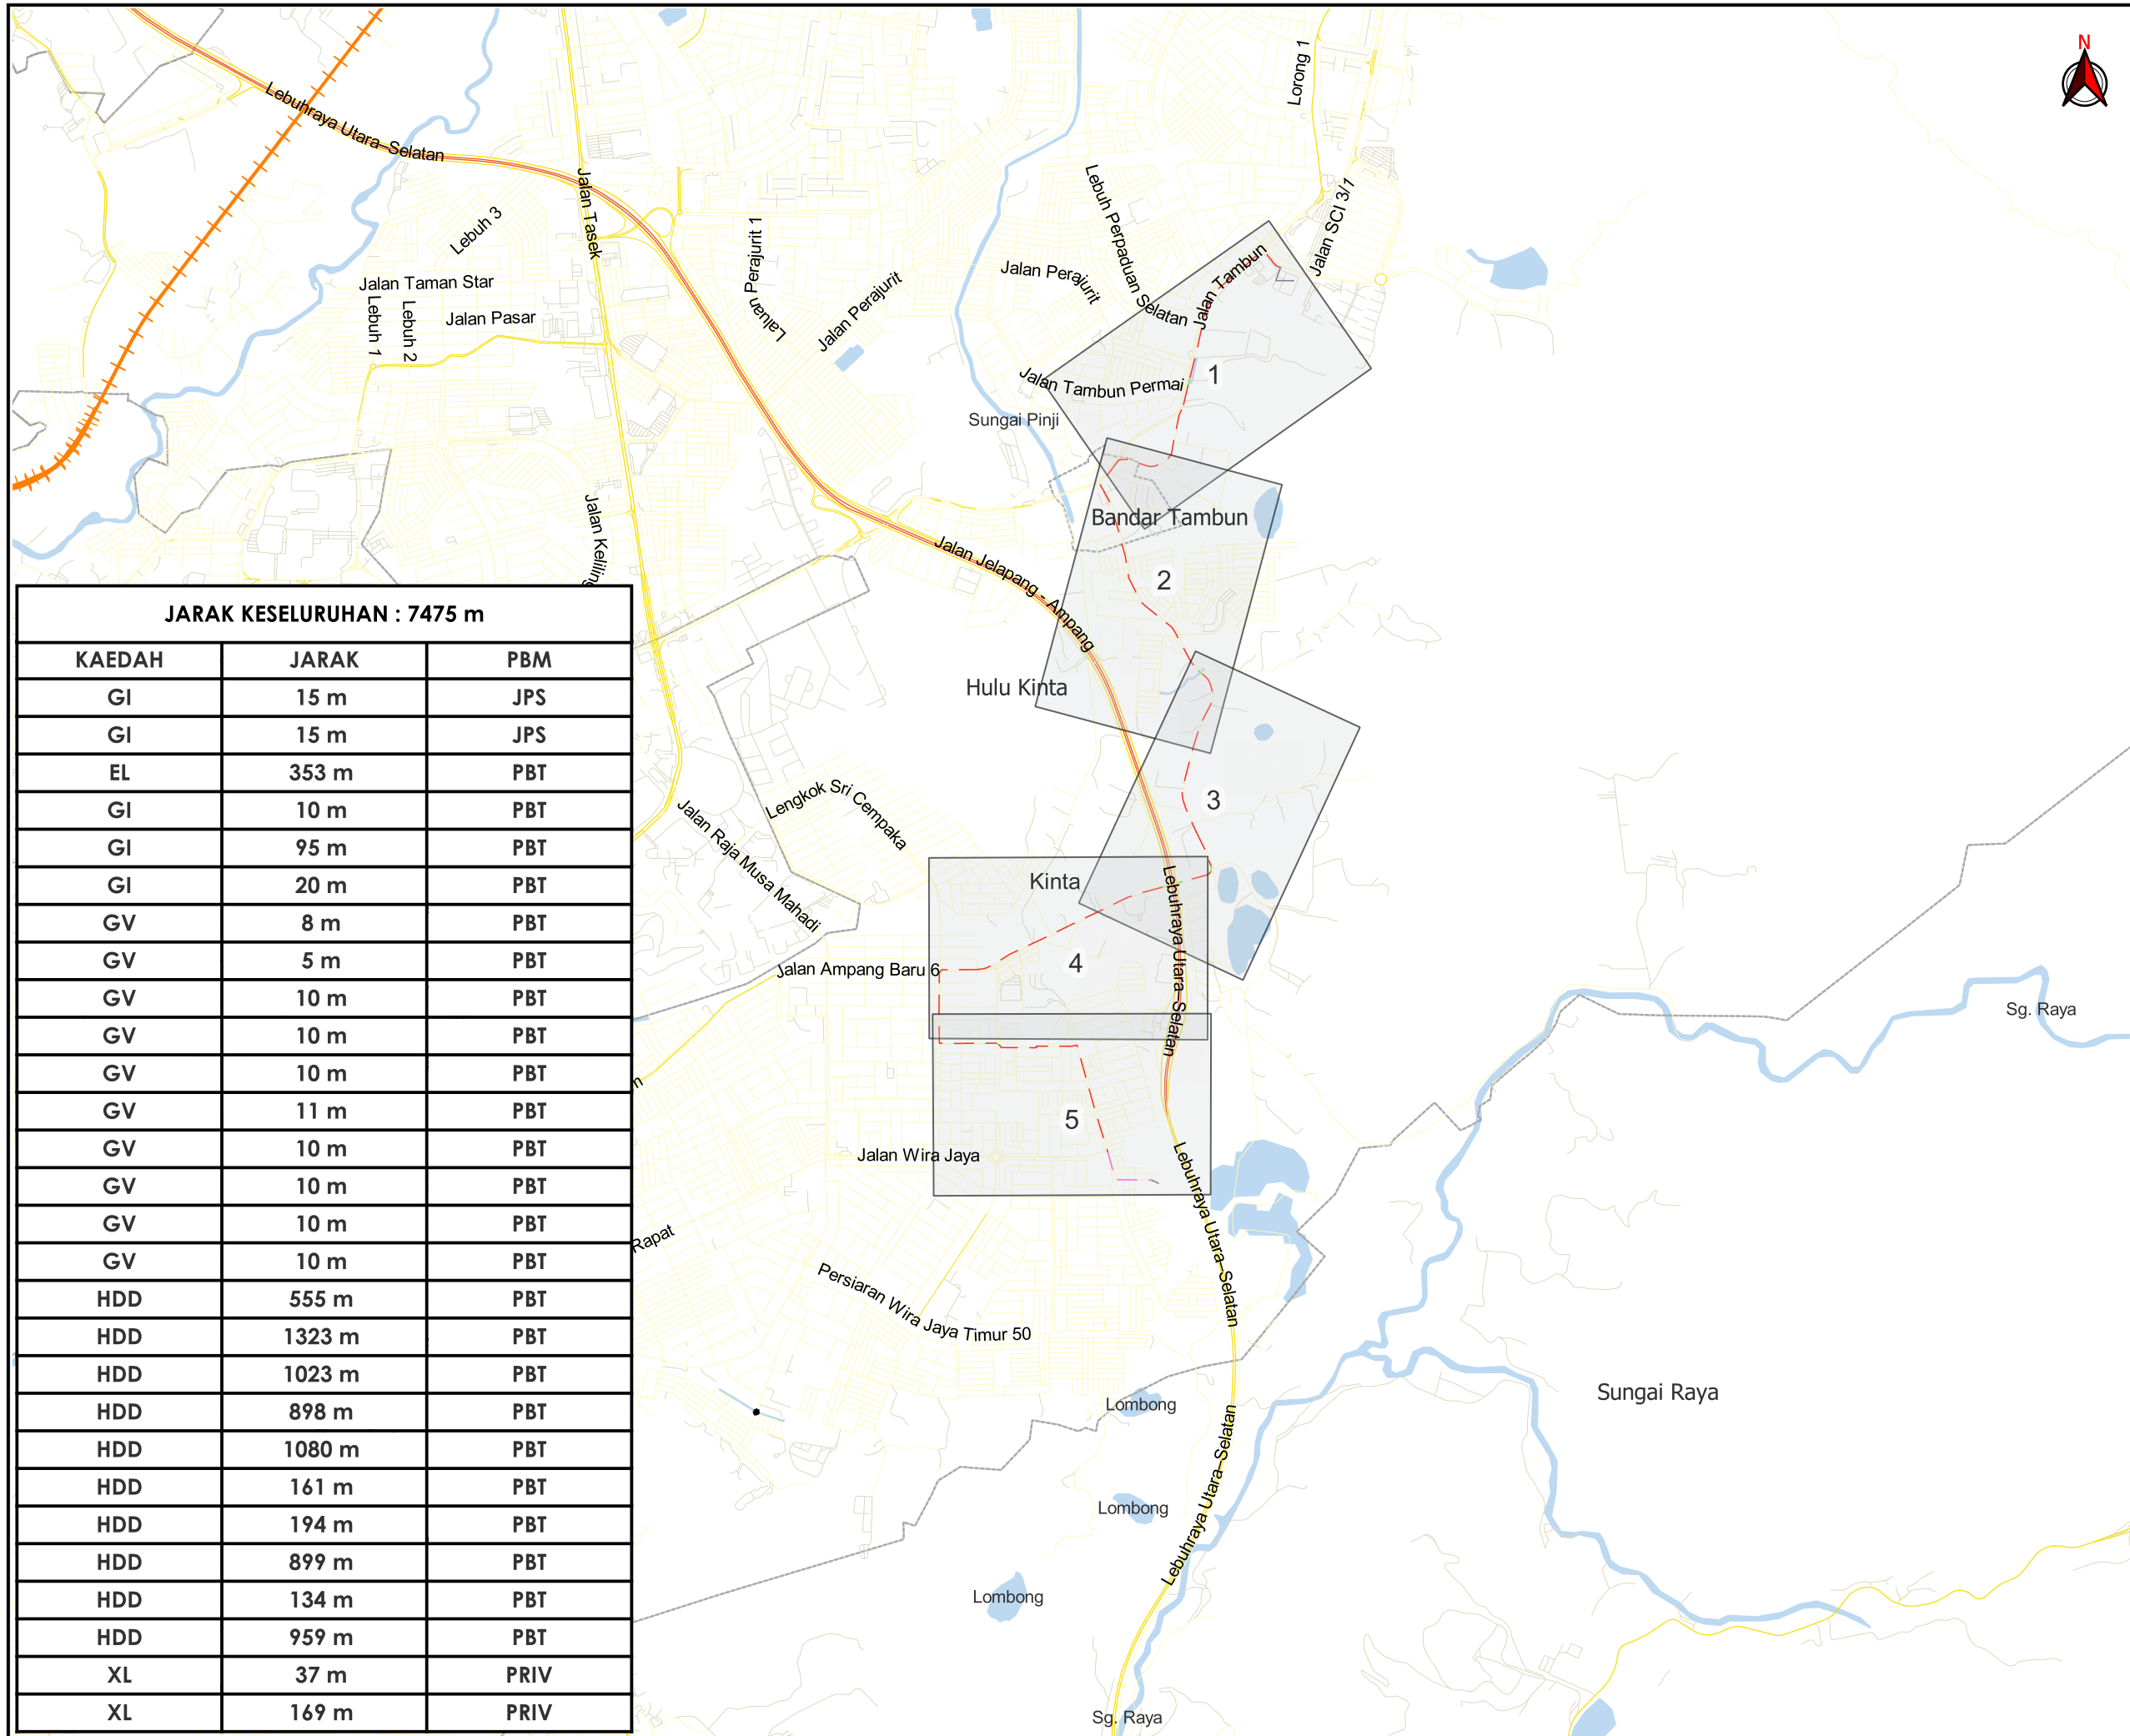 N
Lorong 1
Lebuhraya Utara–Selatan
Jalan Tasek
Lebuh Perpaduan Selatan
Jalan SCI 3/1
Lebuh 3
Jalan Perajurit 1
Jalan Perajurit
Jalan Perajurit
Jalan Tambun
Jalan Taman Star
Lebuh 1
Lebuh 2
Jalan Pasar
Jalan Tambun Permai
1
Sungai Pinji
Jalan Keliling
Bandar Tambun
Jalan Jelapang - Ampang
2
Hulu Kinta
3
Lengkok Sri Cempaka
Jalan Raja Musa Mahadi
Kinta
Lebuhraya Utara–Selatan
4
Jalan Ampang Baru 6
Sg. Raya
5
Jalan Wira Jaya
Lebuhraya Utara–Selatan
Rapat
Persiaran Wira Jaya Timur 50
Sungai Raya
Lombong
Lebuhraya Utara–Selatan
Lombong
Lombong
Sg. Raya
JARAK KESELURUHAN : 7475 m
KAEDAH JARAK PBM
GI 15 m JPS
GI 15 m JPS
EL 353 m PBT
GI 10 m PBT
GI 95 m PBT
GI 20 m PBT
GV 8 m PBT
GV 5 m PBT
GV 10 m PBT
GV 10 m PBT
GV 10 m PBT
GV 11 m PBT
GV 10 m PBT
GV 10 m PBT
GV 10 m PBT
GV 10 m PBT
HDD 555 m PBT
HDD 1323 m PBT
HDD 1023 m PBT
HDD 898 m PBT
HDD 1080 m PBT
HDD 161 m PBT
HDD 194 m PBT
HDD 899 m PBT
HDD 134 m PBT
HDD 959 m PBT
XL 37 m PRIV
XL 169 m PRIV